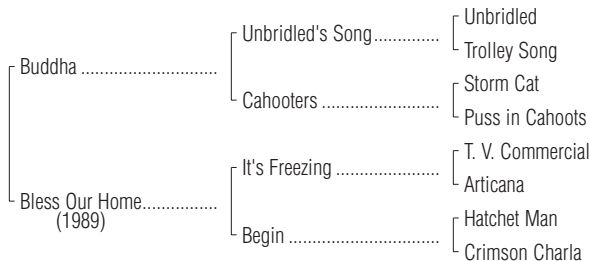 Unbridled
Unbridled's Song..............
Trolley Song
Buddha ............................
Storm Cat
Cahooters ........................
Puss in Cahoots
T. V. Commercial
It's Freezing .....................
Articana
Bless Our Home................
(1989)
Hatchet Man
Begin ...............................
Crimson Charla